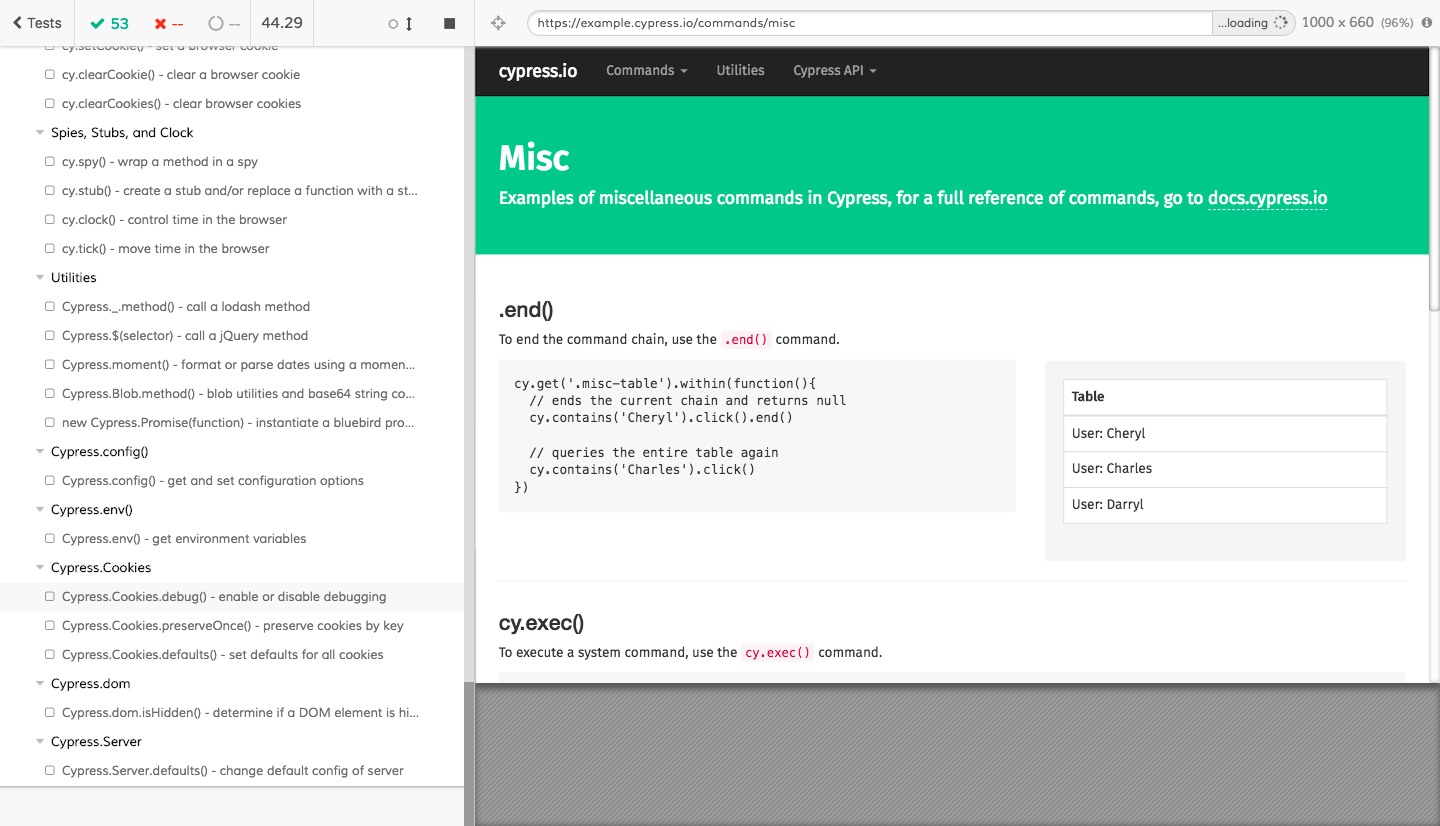 Tests 53 -- -- 44.29
https://example.cypress.io/commands/misc ...loading 1000 x 660 (96%)
cy.setCookie() - set a browser cookie
cy.clearCookie() - clear a browser cookie
cy.clearCookies() - clear browser cookies
Spies, Stubs, and Clock
cy.spy() - wrap a method in a spy
cy.stub() - create a stub and/or replace a function with a st...
cy.clock() - control time in the browser
cy.tick() - move time in the browser
Utilities
Cypress._.method() - call a lodash method
Cypress.$(selector) - call a jQuery method
Cypress.moment() - format or parse dates using a momen...
Cypress.Blob.method() - blob utilities and base64 string co...
new Cypress.Promise(function) - instantiate a bluebird pro...
Cypress.config()
Cypress.config() - get and set configuration options
Cypress.env()
Cypress.env() - get environment variables
Cypress.Cookies
Cypress.Cookies.debug() - enable or disable debugging
Cypress.Cookies.preserveOnce() - preserve cookies by key
Cypress.Cookies.defaults() - set defaults for all cookies
Cypress.dom
Cypress.dom.isHidden() - determine if a DOM element is hi...
Cypress.Server
Cypress.Server.defaults() - change default config of server
cypress.io Commands Utilities Cypress API
Misc
Examples of miscellaneous commands in Cypress, for a full reference of commands, go to docs.cypress.io
.end()
To end the command chain, use the .end() command.
cy.get('.misc-table').within(function(){
  // ends the current chain and returns null
  cy.contains('Cheryl').click().end()
  // queries the entire table again
  cy.contains('Charles').click()
})
Table
User: Cheryl
User: Charles
User: Darryl
cy.exec()
To execute a system command, use the cy.exec() command.